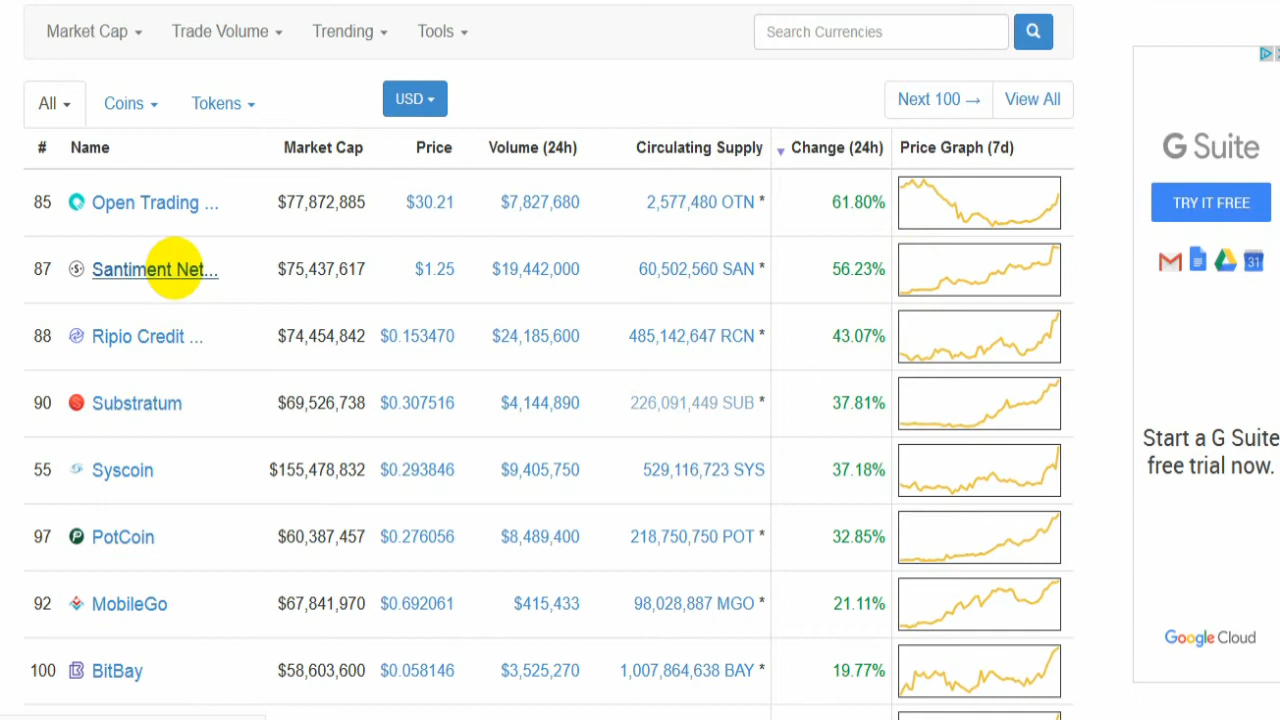 Market Cap Trade Volume Trending Tools Search Currencies
All Coins Tokens USD Next 100 → View All
# Name Market Cap Price Volume (24h) Circulating Supply Change (24h) Price Graph (7d)
85 Open Trading ... $77,872,885 $30.21 $7,827,680 2,577,480 OTN * 61.80%
87 Santiment Net... $75,437,617 $1.25 $19,442,000 60,502,560 SAN * 56.23%
88 Ripio Credit ... $74,454,842 $0.153470 $24,185,600 485,142,647 RCN * 43.07%
90 Substratum $69,526,738 $0.307516 $4,144,890 226,091,449 SUB * 37.81%
55 Syscoin $155,478,832 $0.293846 $9,405,750 529,116,723 SYS 37.18%
97 PotCoin $60,387,457 $0.276056 $8,489,400 218,750,750 POT * 32.85%
92 MobileGo $67,841,970 $0.692061 $415,433 98,028,887 MGO * 21.11%
100 BitBay $58,603,600 $0.058146 $3,525,270 1,007,864,638 BAY * 19.77%
G Suite
TRY IT FREE
31
Start a G Suite
free trial now.
Google Cloud